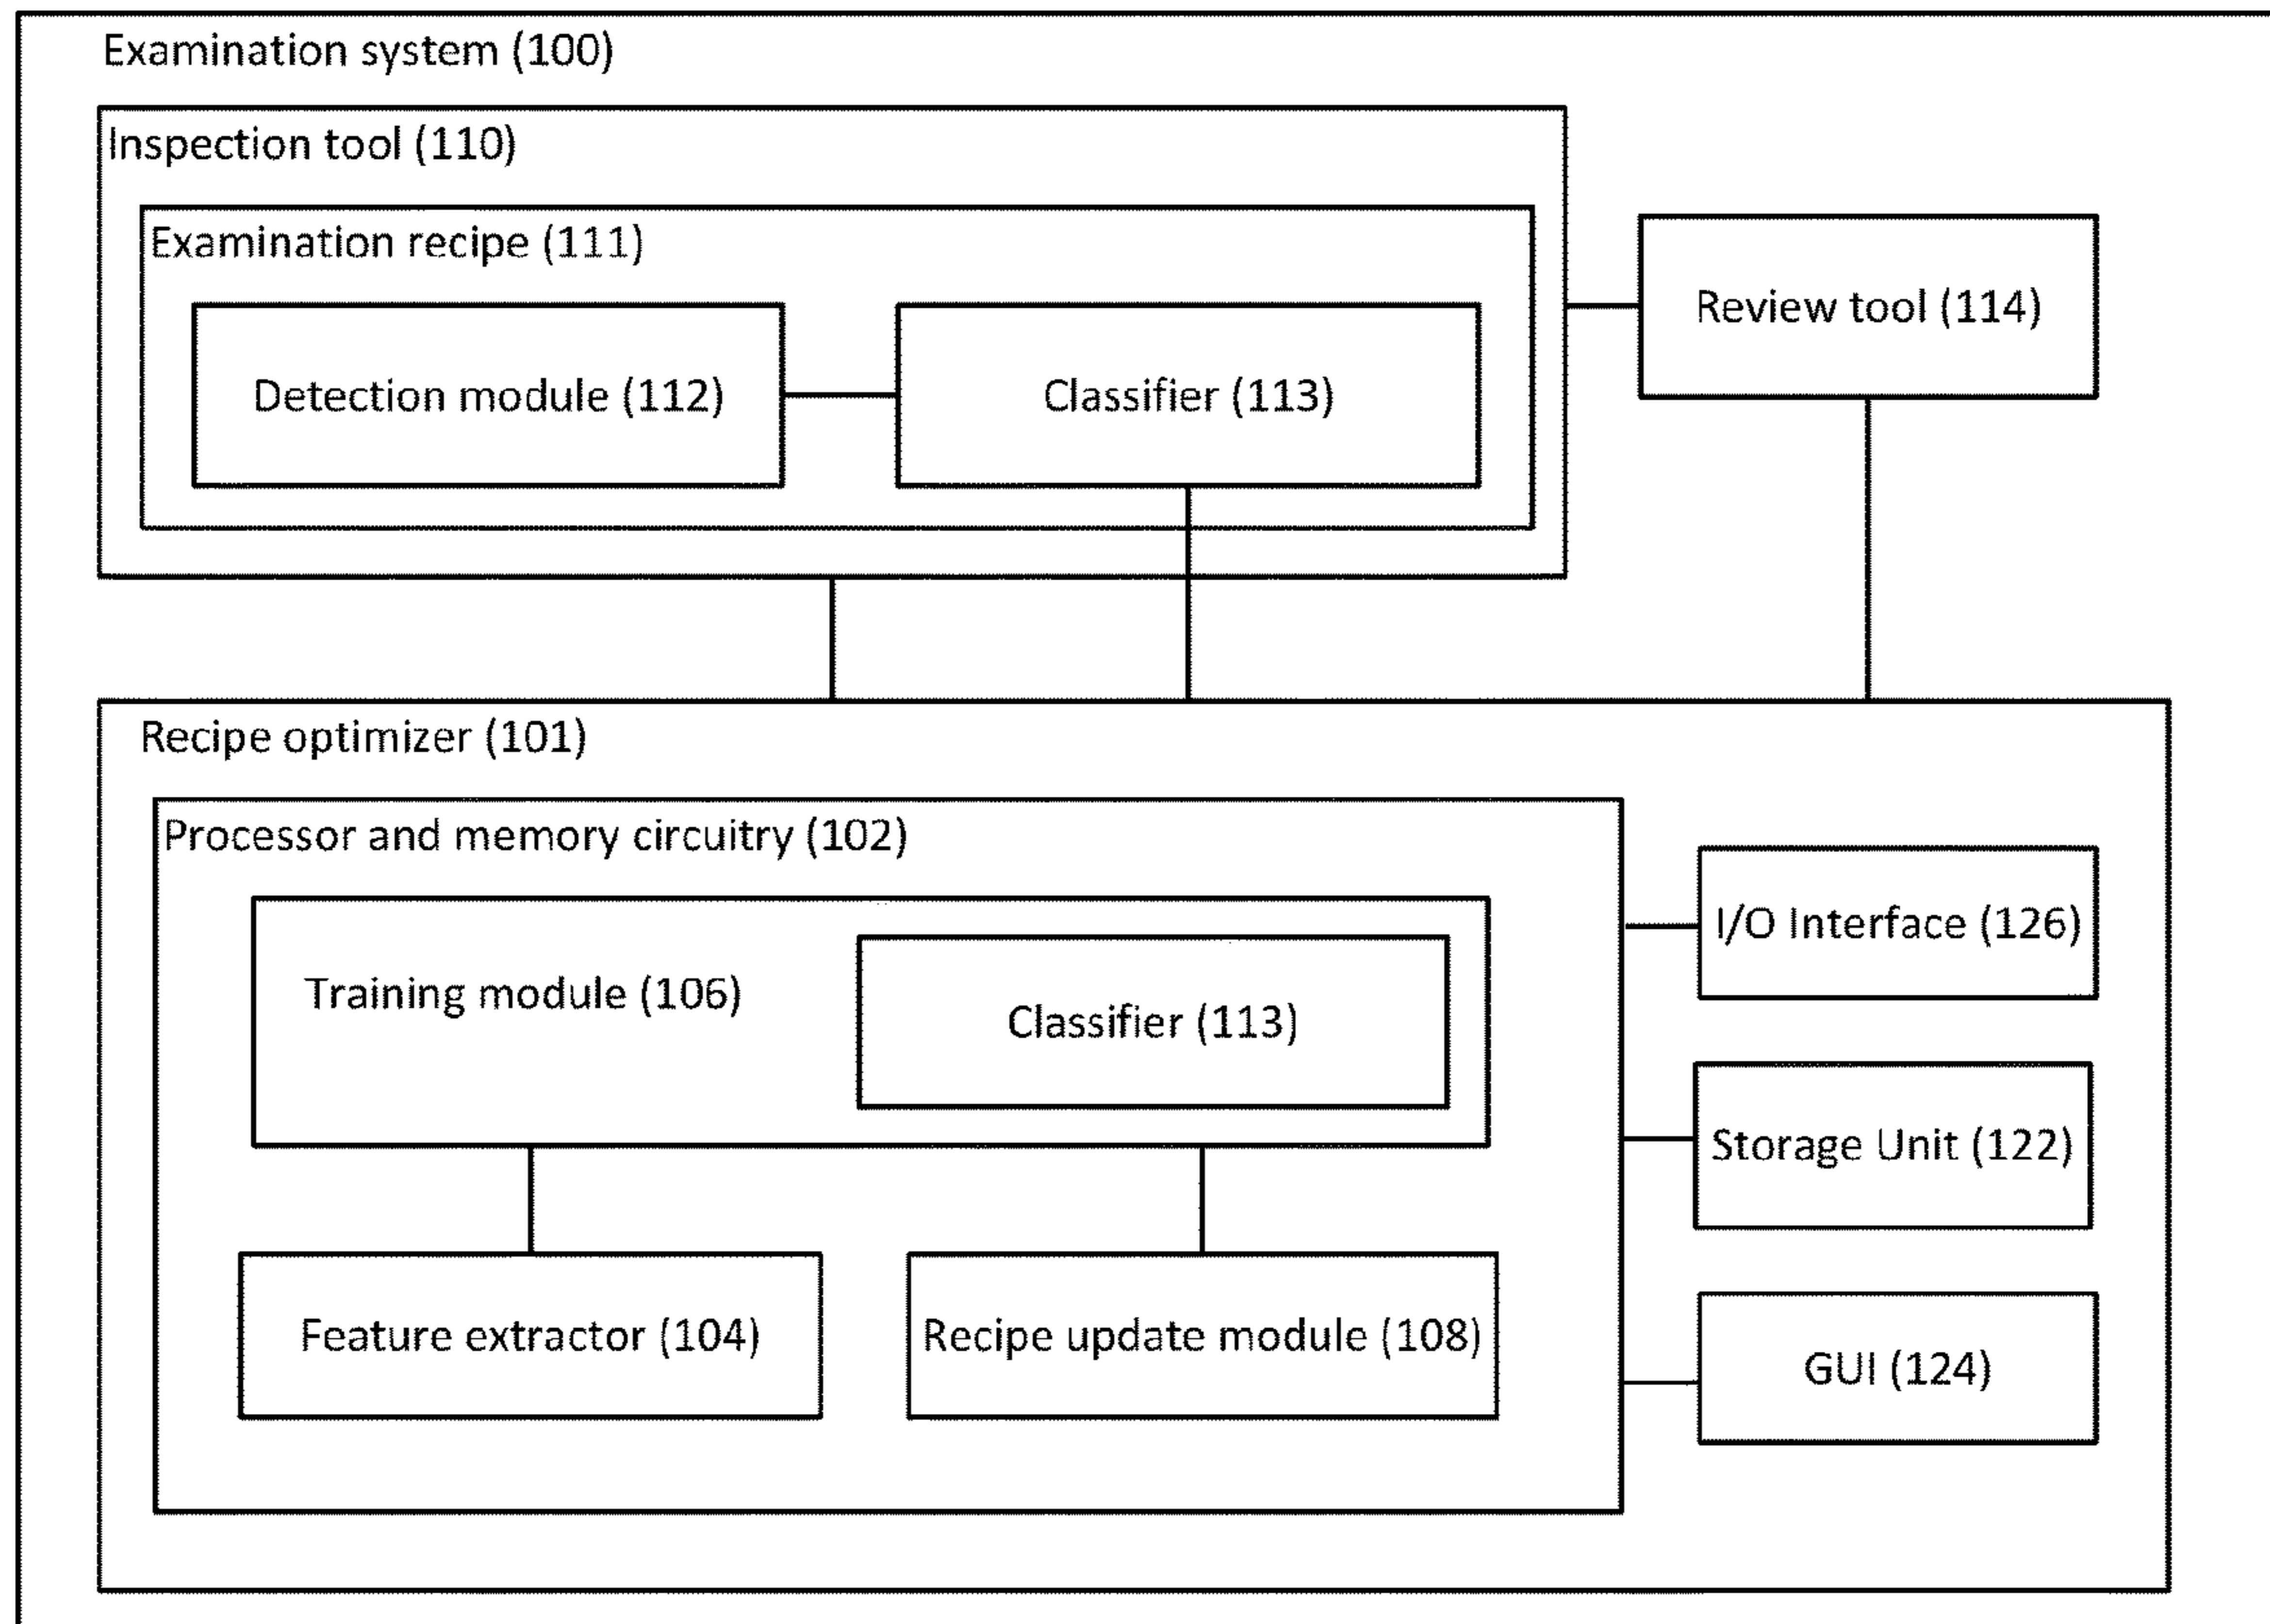 Examination system (100)
Inspection tool (110)
Examination recipe (111)
Detection module (112)
Classifier (113)
Review tool (114)
Recipe optimizer (101)
Processor and memory circuitry (102)
Training module (106)
Classifier (113)
Feature extractor (104)
Recipe update module (108)
I/O Interface (126)
Storage Unit (122)
GUI (124)